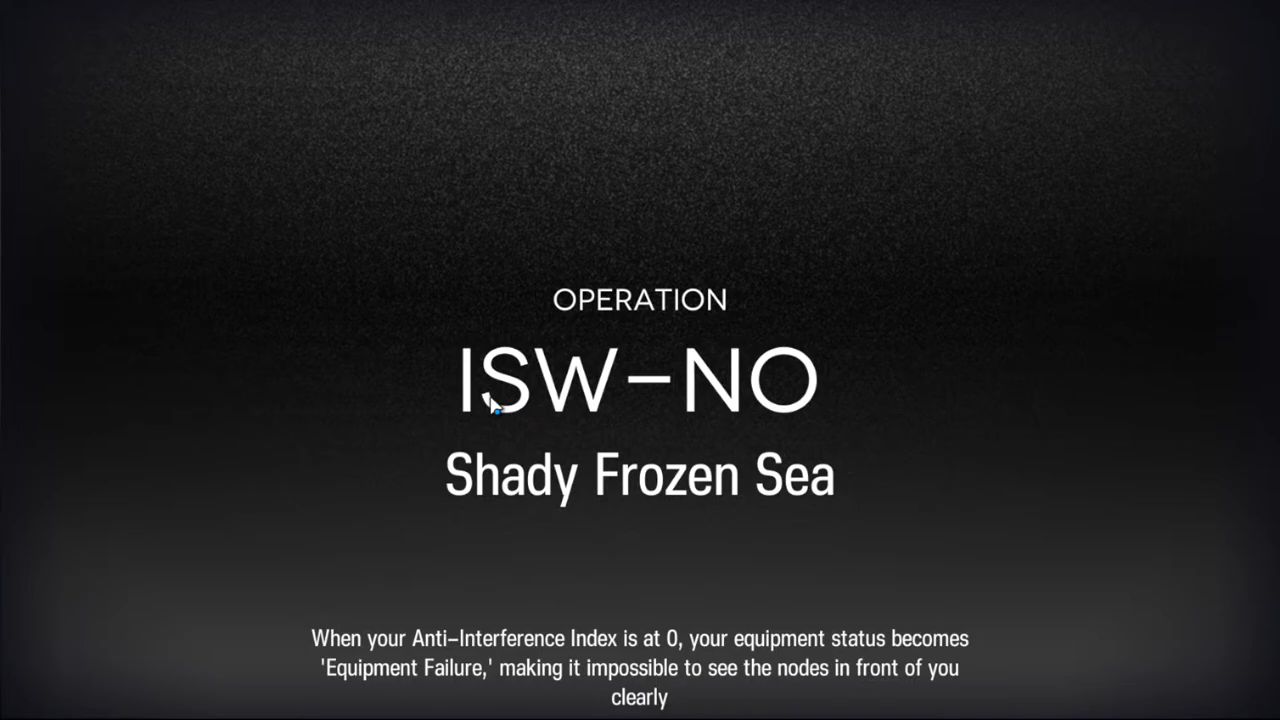 OPERATION
ISW-NO
Shady Frozen Sea
When your Anti-Interference Index is at 0, your equipment status becomes
'Equipment Failure,' making it impossible to see the nodes in front of you
clearly